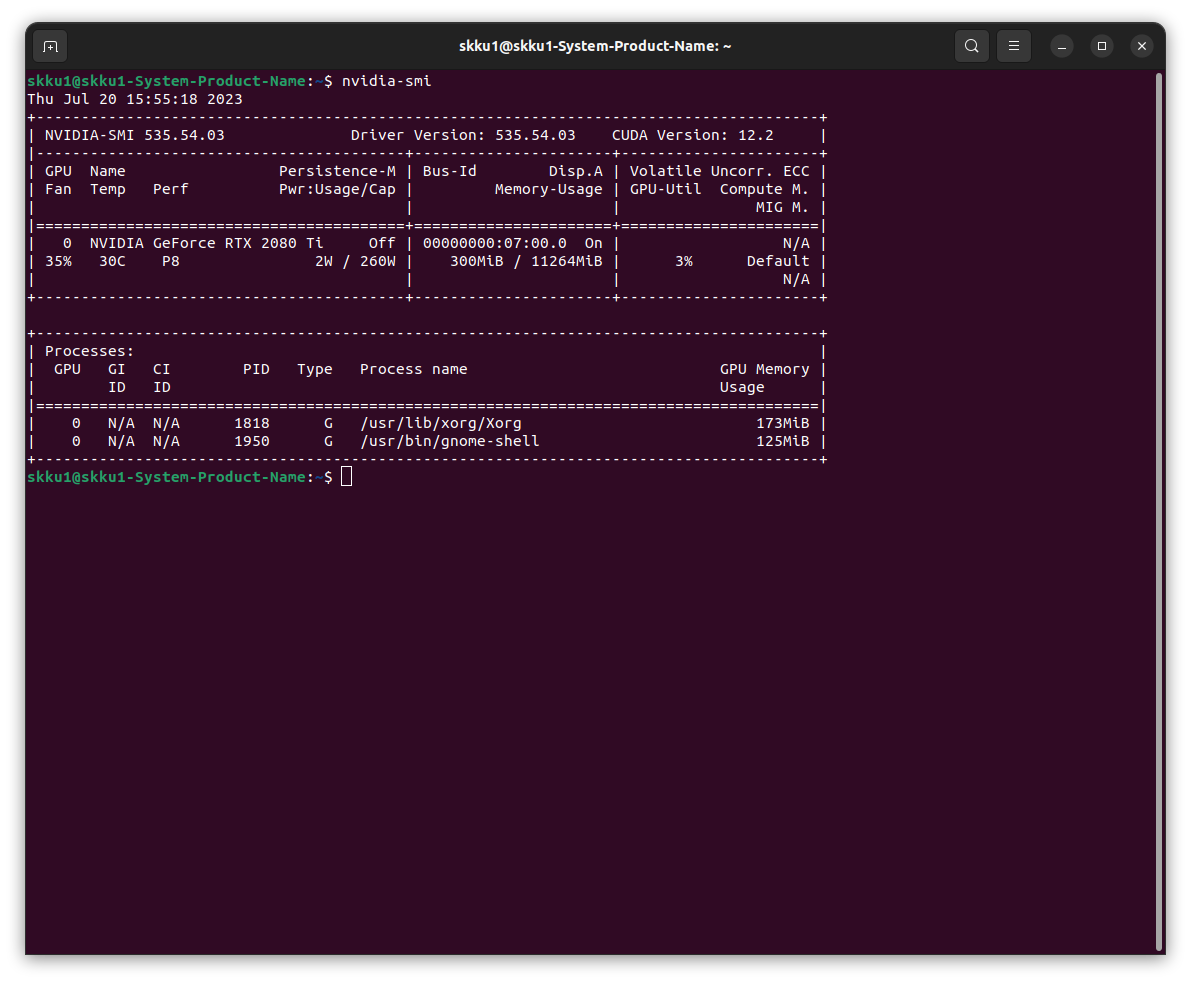 skku1@skku1-System-Product-Name: ~
skku1@skku1-System-Product-Name:~$ nvidia-smi
Thu Jul 20 15:55:18 2023
+---------------------------------------------------------------------------------------+
| NVIDIA-SMI 535.54.03              Driver Version: 535.54.03    CUDA Version: 12.2     |
|-----------------------------------------+----------------------+----------------------+
| GPU  Name                 Persistence-M | Bus-Id        Disp.A | Volatile Uncorr. ECC |
| Fan  Temp   Perf          Pwr:Usage/Cap |         Memory-Usage | GPU-Util  Compute M. |
|                                         |                      |               MIG M. |
|=========================================+======================+======================|
|   0  NVIDIA GeForce RTX 2080 Ti     Off | 00000000:07:00.0  On |                  N/A |
| 35%   30C    P8               2W / 260W |    300MiB / 11264MiB |      3%      Default |
|                                         |                      |                  N/A |
+-----------------------------------------+----------------------+----------------------+

+---------------------------------------------------------------------------------------+
| Processes:                                                                            |
|  GPU   GI   CI        PID   Type   Process name                            GPU Memory |
|        ID   ID                                                             Usage      |
|=======================================================================================|
|    0   N/A  N/A      1818      G   /usr/lib/xorg/Xorg                          173MiB |
|    0   N/A  N/A      1950      G   /usr/bin/gnome-shell                        125MiB |
+---------------------------------------------------------------------------------------+
skku1@skku1-System-Product-Name:~$